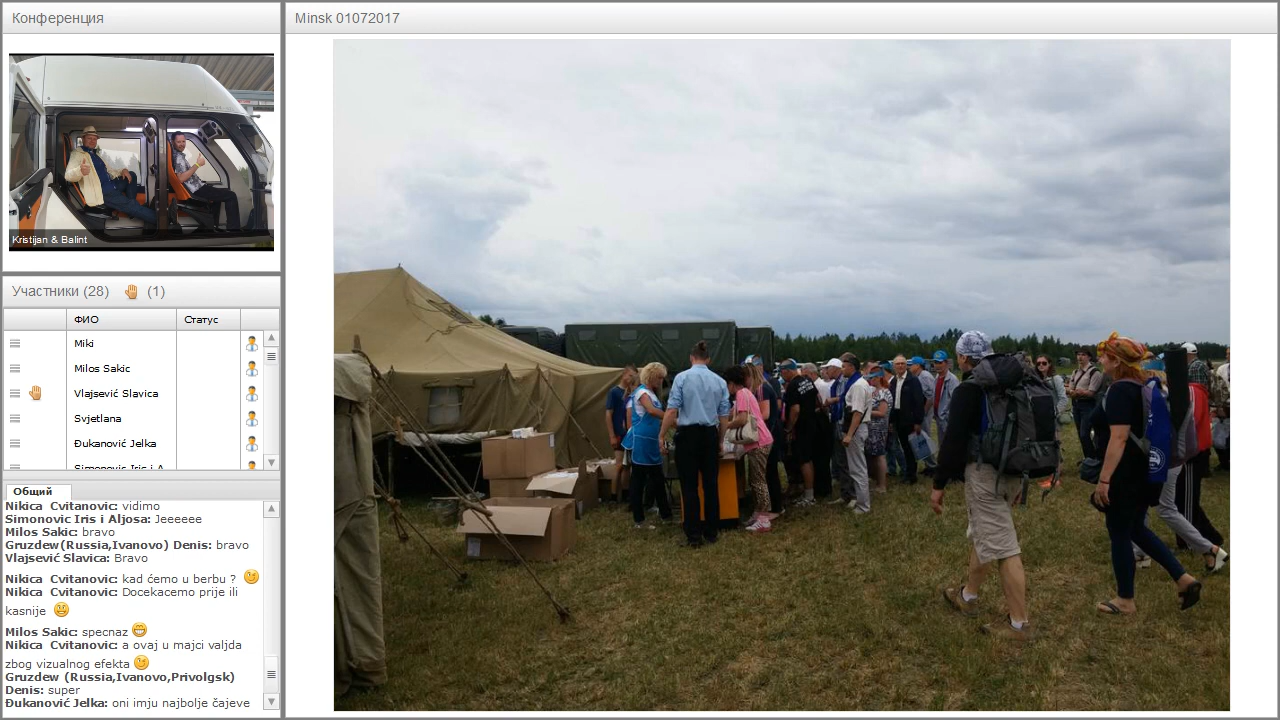 Конференция
Kristijan & Balint
Участники (28) (1)
ФИО Статус
Miki
Milos Sakic
Vlajsević Slavica
Svjetlana
Đukanović Jelka
Simonovic Iris i A
Общий
Nikica Cvitanovic: vidimo
Simonovic Iris i Aljosa: Jeeeeee
Milos Sakic: bravo
Gruzdew(Russia,Ivanovo) Denis: bravo
Vlajsević Slavica: Bravo
Nikica Cvitanovic: kad ćemo u berbu ?
Nikica Cvitanovic: Docekacemo prije ili
kasnije
Milos Sakic: specnaz
Nikica Cvitanovic: a ovaj u majci valjda
zbog vizualnog efekta
Gruzdew (Russia,Ivanovo,Privolgsk)
Denis: super
Đukanović Jelka: oni imju najbolje čajeve
Minsk 01072017